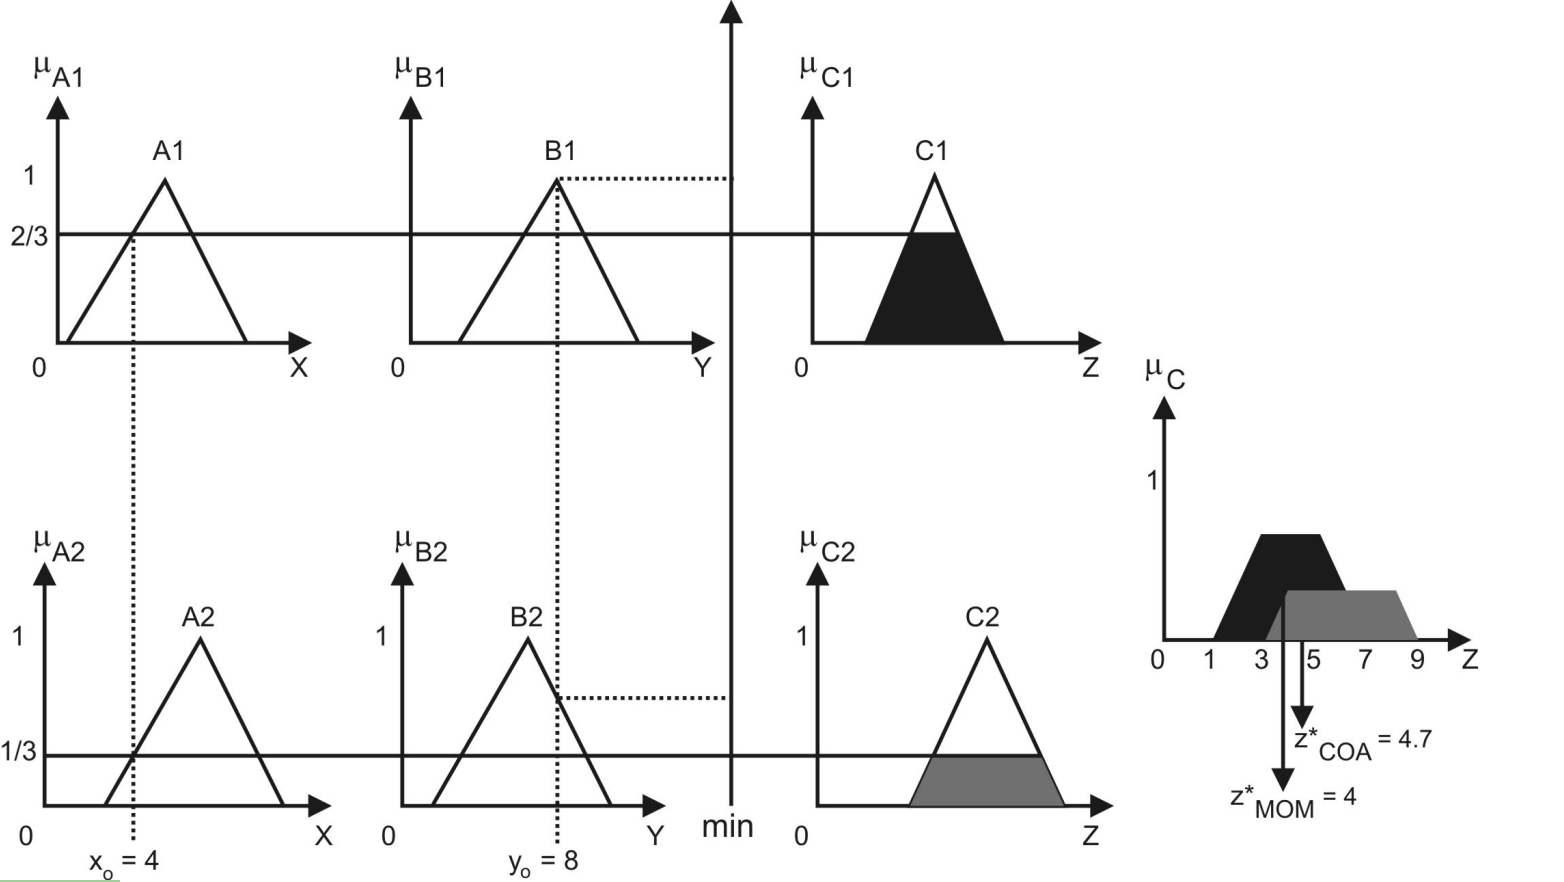 μA1
μB1
μC1
A1
B1
C1
1
2/3
0
X
0
Y
0
Z
μC
1
0 1 3 5 7 9 Z
z*COA = 4.7
z*MOM = 4
μA2
μB2
μC2
A2
B2
C2
1
1
1
1/3
0
X
0
Y
min
0
Z
xo = 4
yo = 8